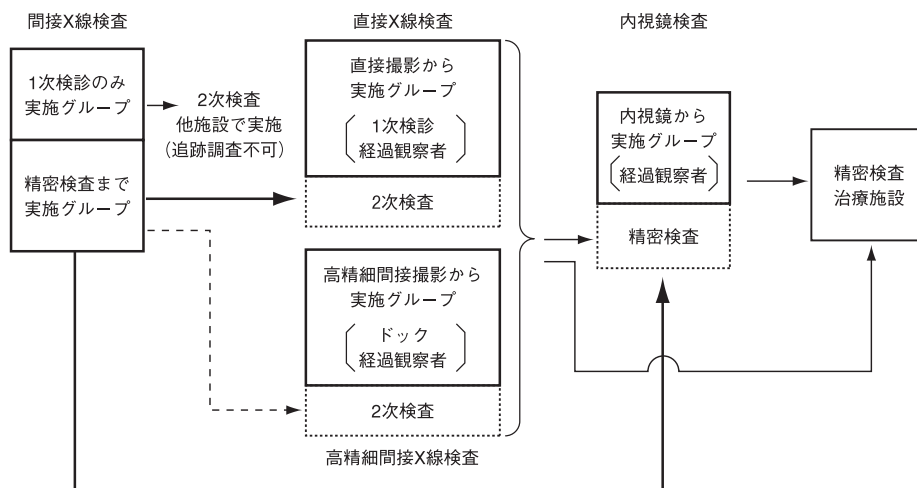 間接X線検査
1次検診のみ
実施グループ
精密検査まで
実施グループ
2次検査
他施設で実施
(追跡調査不可)
直接X線検査
直接撮影から
実施グループ
1次検診
経過観察者
2次検査
高精細間接撮影から
実施グループ
ドック
経過観察者
2次検査
高精細間接X線検査
内視鏡検査
内視鏡から
実施グループ
経過観察者
精密検査
精密検査
治療施設